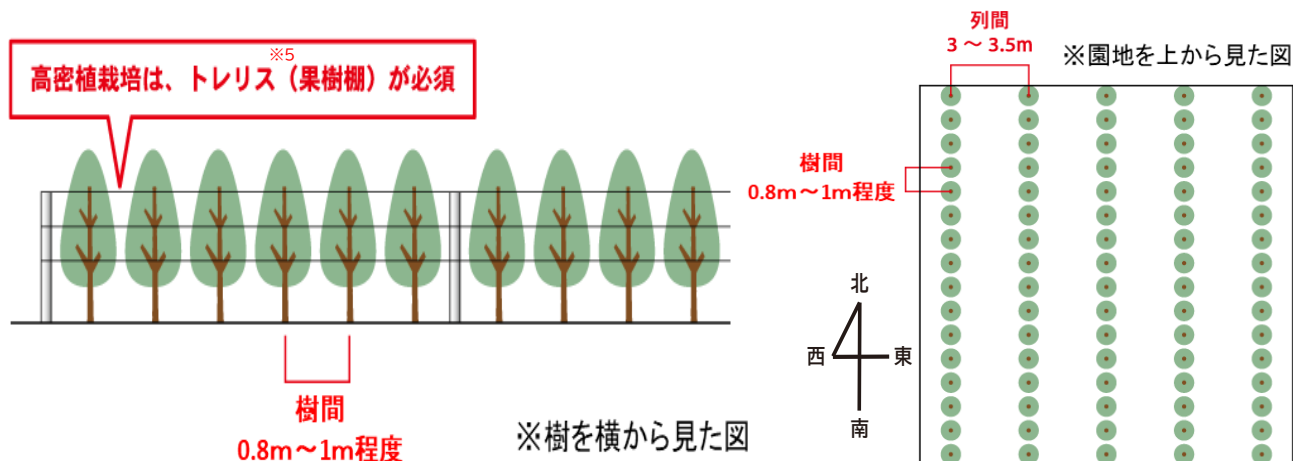 ※5
高密植栽培は、トレリス（果樹棚）が必須
樹間
0.8m～1m程度
※樹を横から見た図
列間
3 ～ 3.5m
※園地を上から見た図
樹間
0.8m～1m程度
北
西
東
南